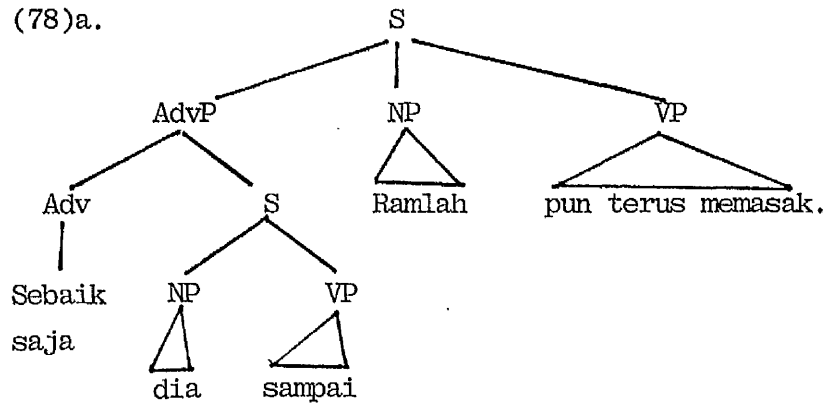 (78)a. S
AdvP NP VP
Adv S Ramlah pun terus memasak.
Sebaik NP VP
saja
dia sampai